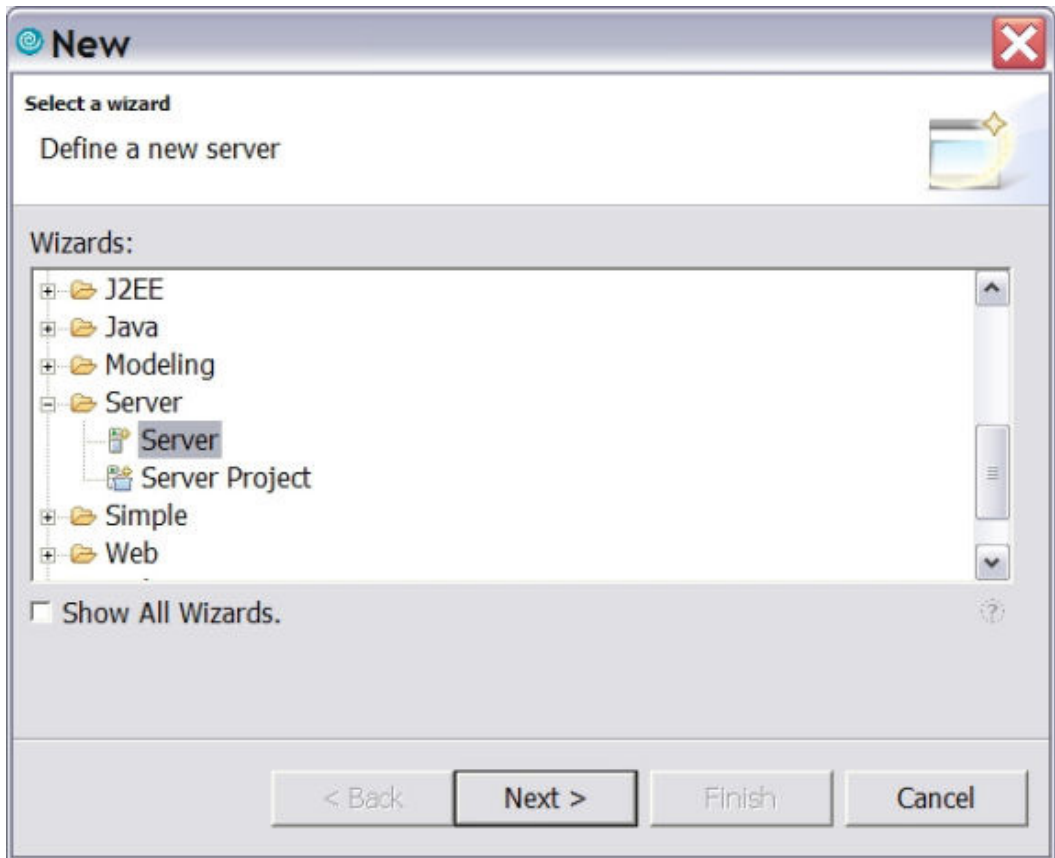 New
Select a wizard
Define a new server
Wizards:
J2EE
Java
Modeling
Server
Server
Server Project
Simple
Web
Show All Wizards.
< Back Next > Finish Cancel